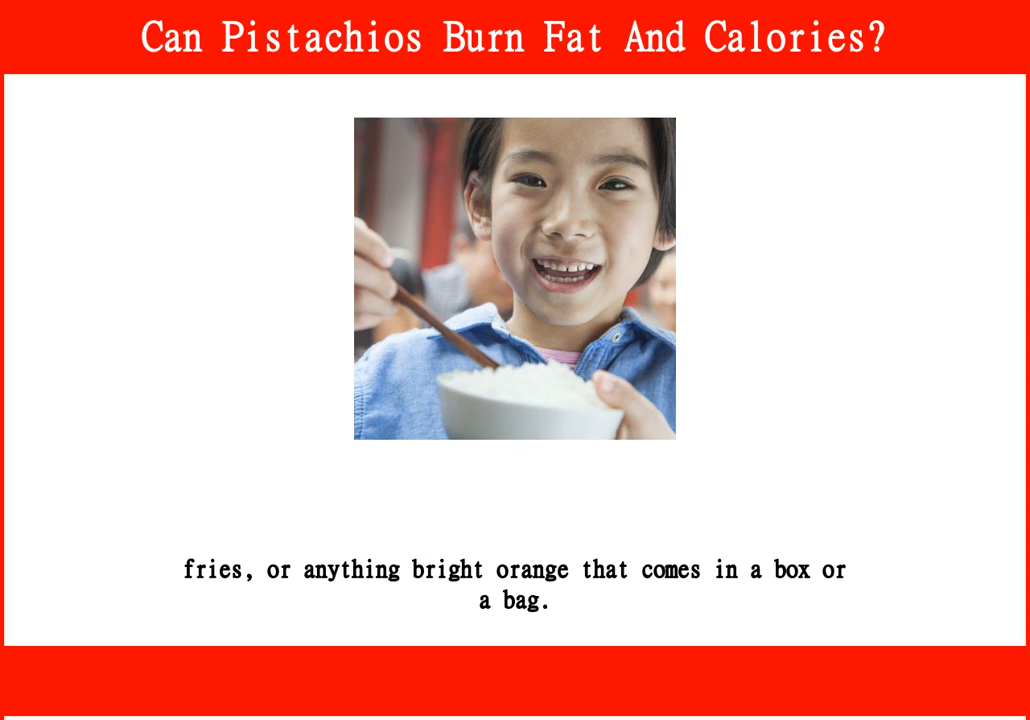 Can Pistachios Burn Fat And Calories?
fries, or anything bright orange that comes in a box or
a bag.